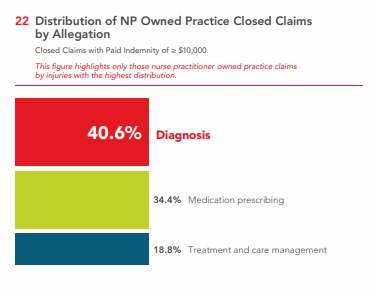 22 Distribution of NP Owned Practice Closed Claims
by Allegation
Closed Claims with Paid Indemnity of ≥ $10,000
This figure highlights only those nurse practitioner owned practice claims
by injuries with the highest distribution.
40.6% Diagnosis
34.4% Medication prescribing
18.8% Treatment and care management